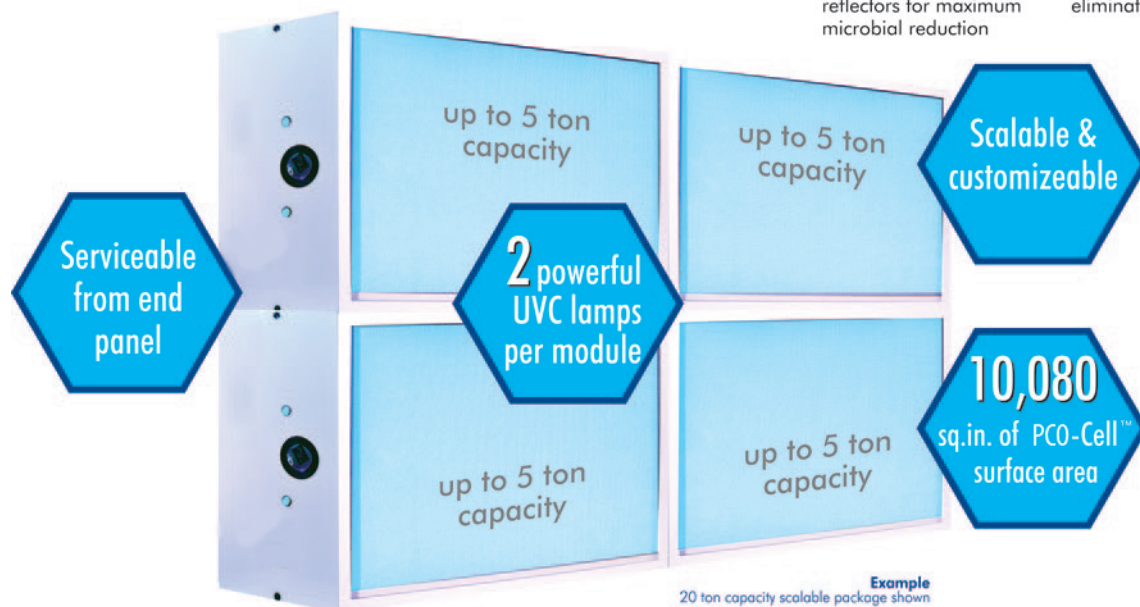 reflectors for maximum
microbial reduction
up to 5 ton
capacity
up to 5 ton
capacity
Scalable &
customizeable
Serviceable
from end
panel
2 powerful
UVC lamps
per module
10,080
sq.in. of PCO-Cell™
surface area
up to 5 ton
capacity
up to 5 ton
capacity
Example
20 ton capacity scalable package shown